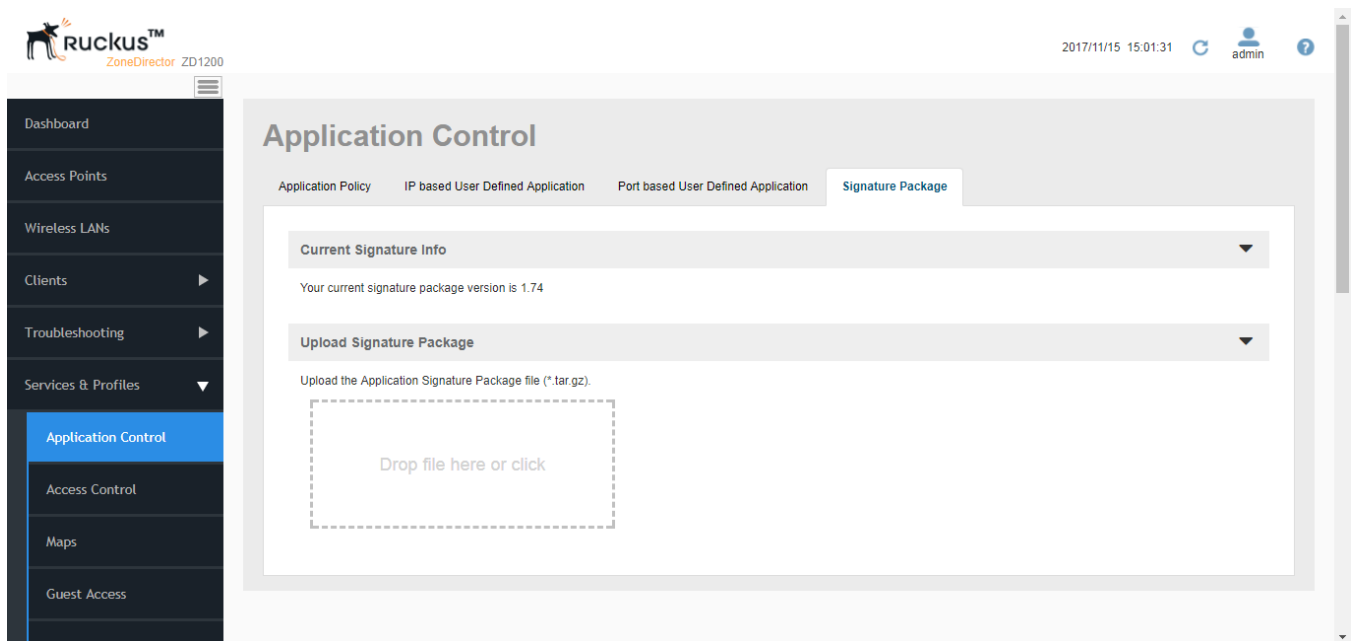 Ruckus™
ZoneDirector ZD1200
2017/11/15 15:01:31
admin
?
Dashboard
Access Points
Wireless LANs
Clients
Troubleshooting
Services & Profiles
Application Control
Access Control
Maps
Guest Access
Application Control
Application Policy IP based User Defined Application Port based User Defined Application Signature Package
Current Signature Info
Your current signature package version is 1.74
Upload Signature Package
Upload the Application Signature Package file (*.tar.gz).
Drop file here or click